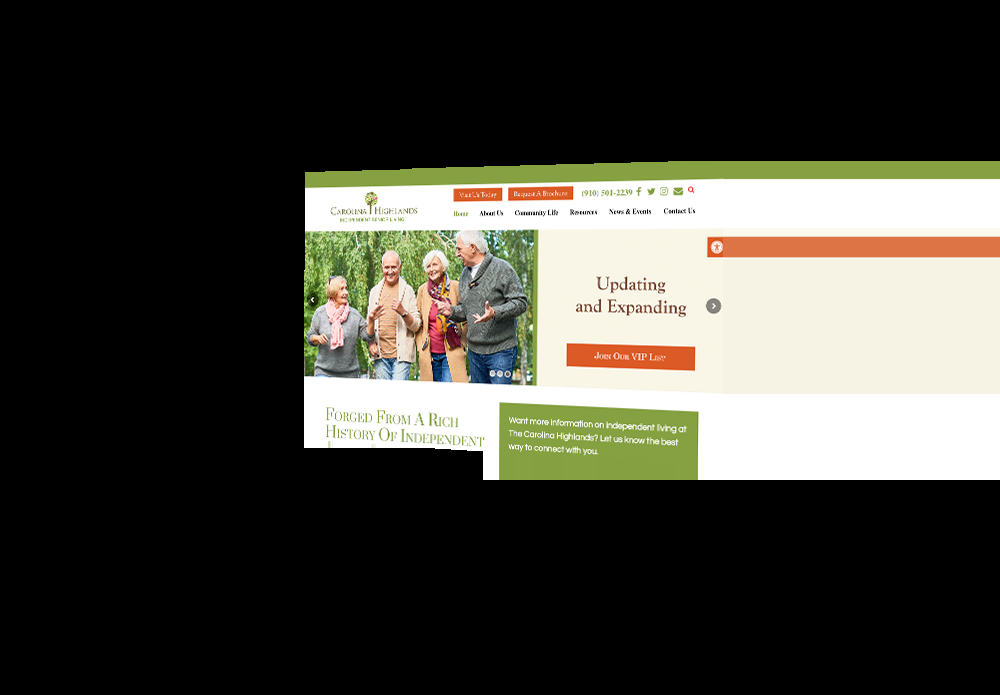 Visit Us Today Request A Brochure (910) 501-2239
CAROLINA HIGHLANDS
INDEPENDENT SENIOR LIVING
Home About Us Community Life Resources News & Events Contact Us
Updating
and Expanding
JOIN OUR VIP LIST
FORGED FROM A RICH
HISTORY OF INDEPENDENT
Want more information on independent living at
The Carolina Highlands? Let us know the best
way to connect with you.